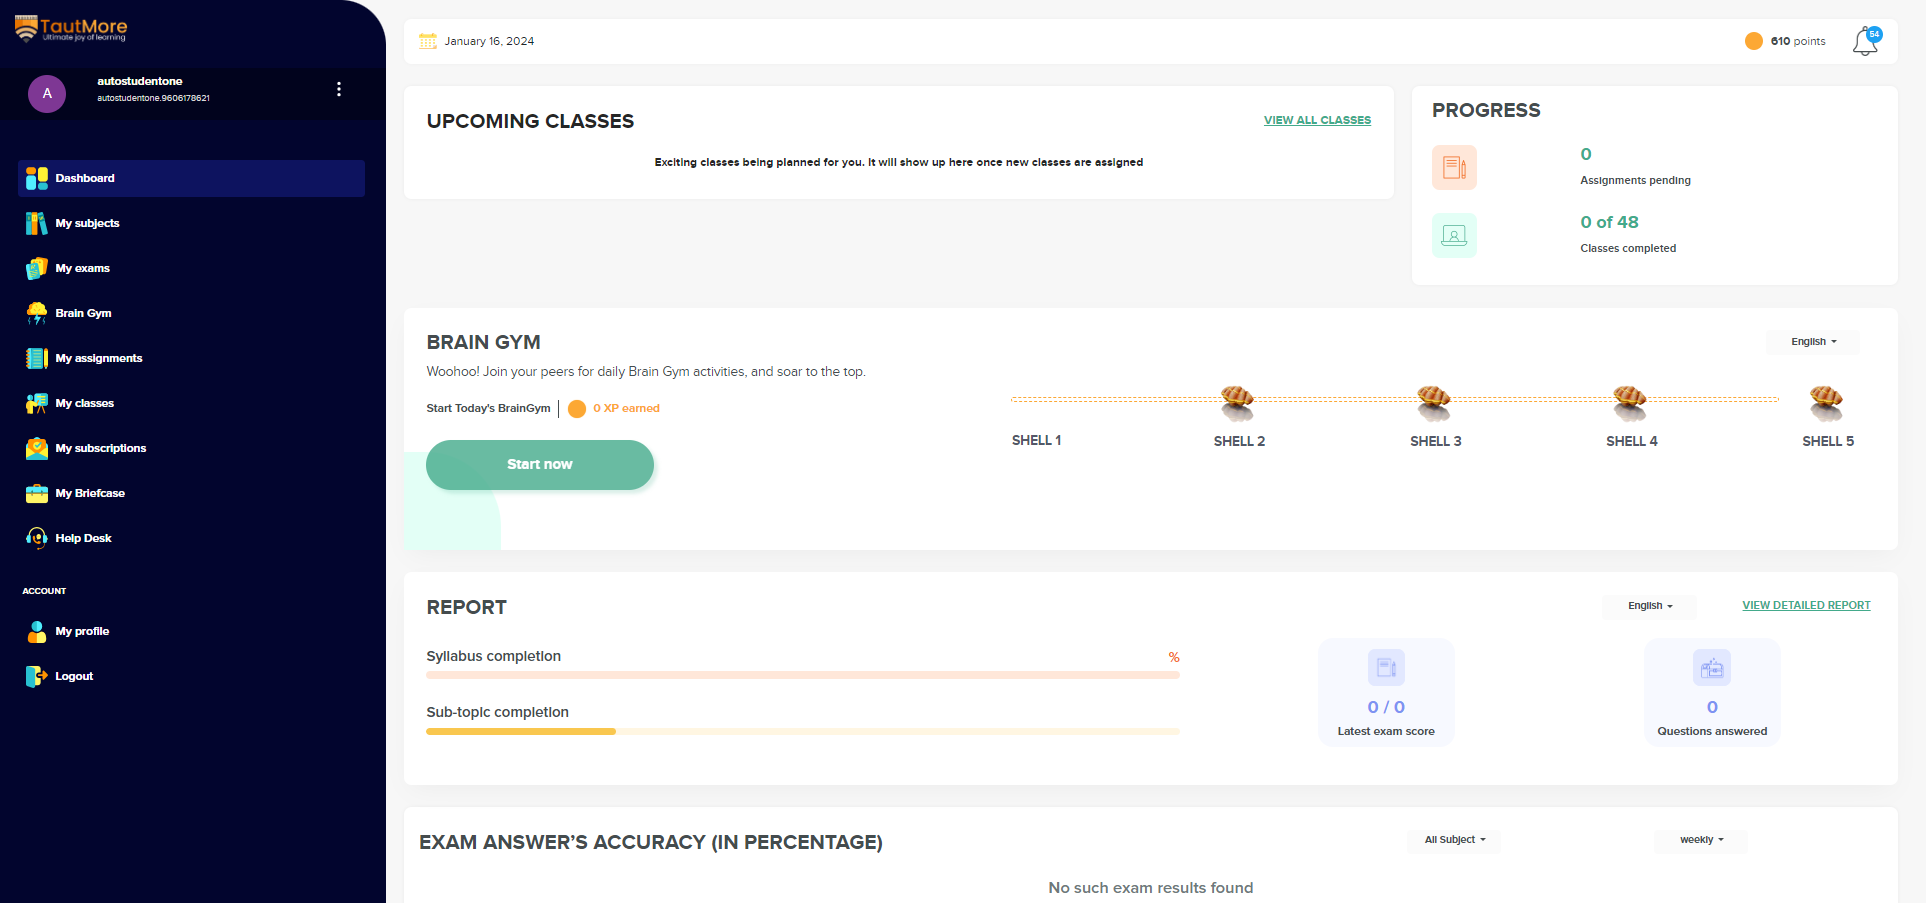 TautMore
Ultimate joy of learning
A
autostudentone
autostudentone.9606178621
Dashboard
My subjects
My exams
Brain Gym
My assignments
My classes
My subscriptions
My Briefcase
Help Desk
ACCOUNT
My profile
Logout
January 16, 2024
610 points
54
UPCOMING CLASSES
VIEW ALL CLASSES
Exciting classes being planned for you. It will show up here once new classes are assigned
PROGRESS
0
Assignments pending
0 of 48
Classes completed
BRAIN GYM
English
Woohoo! Join your peers for daily Brain Gym activities, and soar to the top.
Start Today's BrainGym
0 XP earned
Start now
SHELL 1
SHELL 2
SHELL 3
SHELL 4
SHELL 5
REPORT
English
VIEW DETAILED REPORT
Syllabus completion
%
Sub-topic completion
0 / 0
Latest exam score
0
Questions answered
EXAM ANSWER’S ACCURACY (IN PERCENTAGE)
All Subject
weekly
No such exam results found